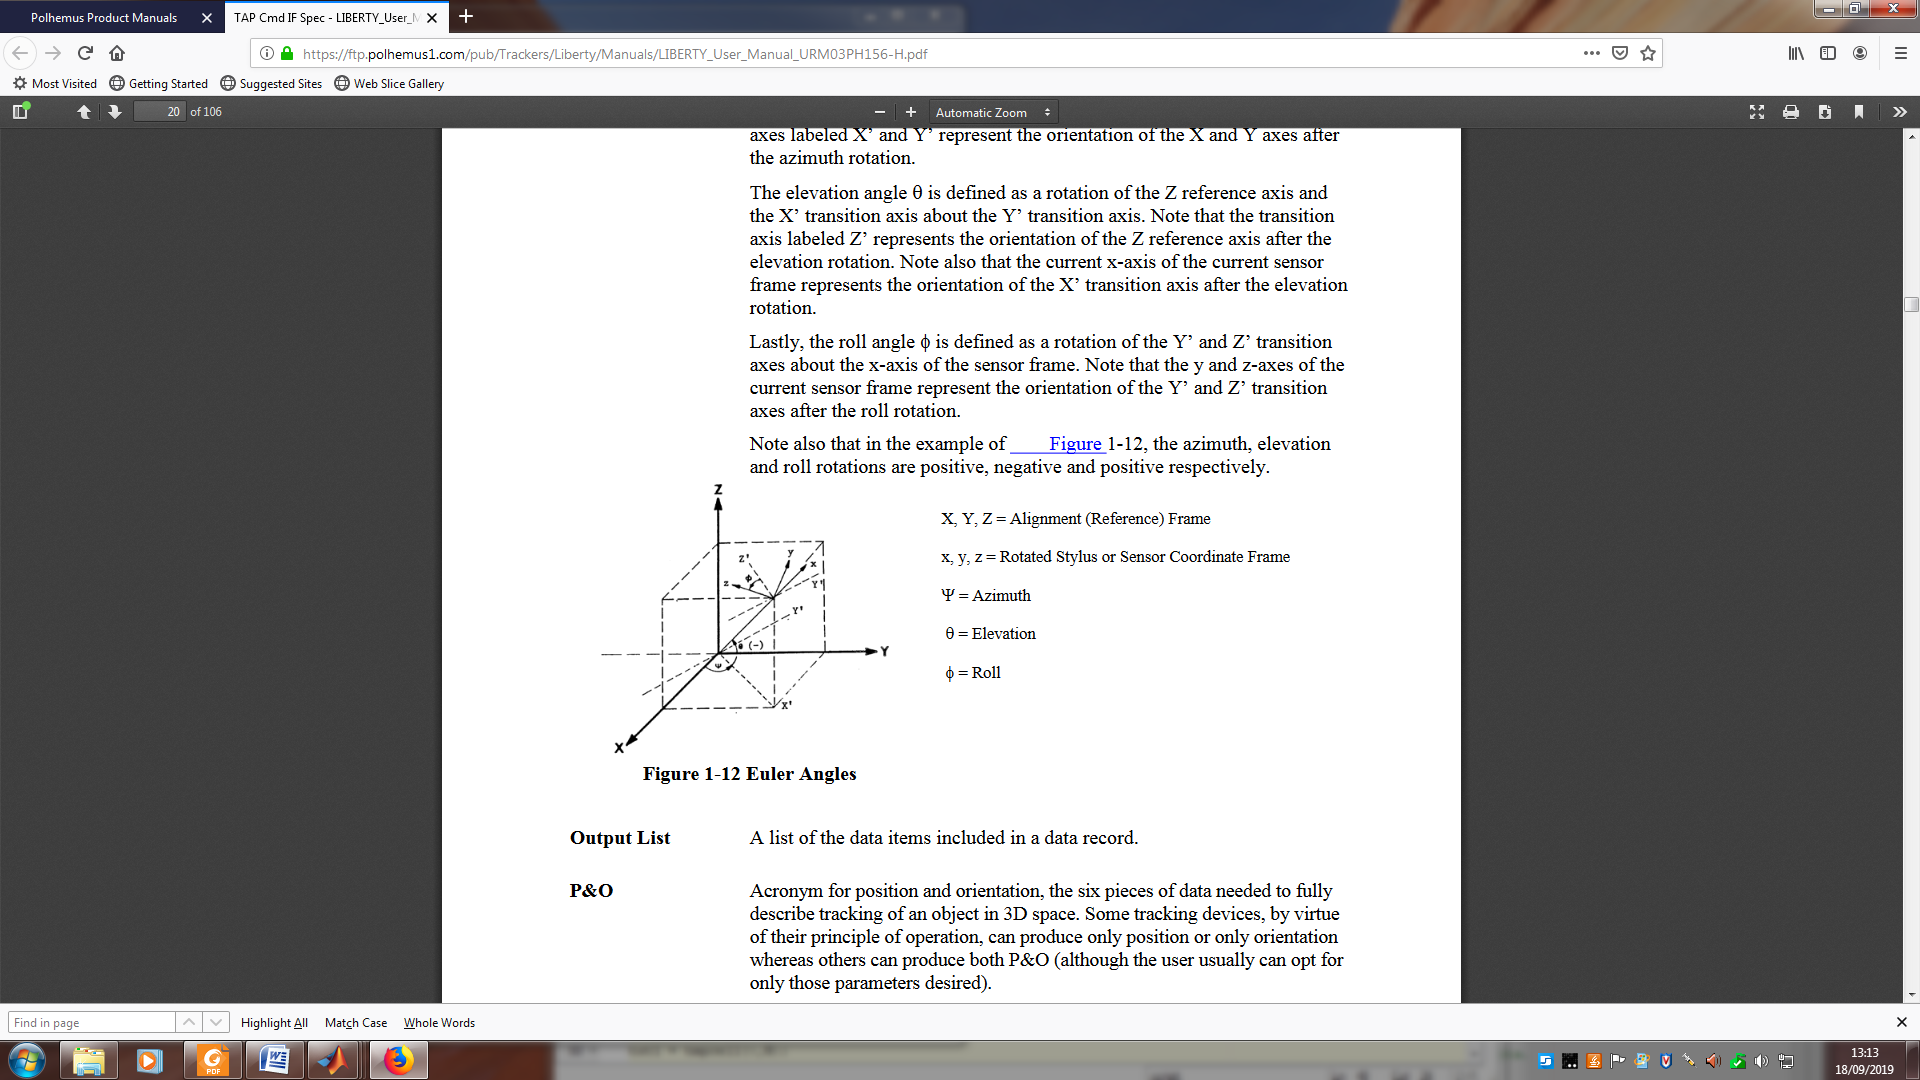 Polhemus Product Manuals
TAP Cmd IF Spec - LIBERTY_User_M
https://ftp.polhemus1.com/pub/Trackers/Liberty/Manuals/LIBERTY_User_Manual_URM03PH156-H.pdf
Most Visited Getting Started Suggested Sites Web Slice Gallery
20 of 106 Automatic Zoom
axes labeled X’ and Y’ represent the orientation of the X and Y axes after
the azimuth rotation.
The elevation angle θ is defined as a rotation of the Z reference axis and
the X’ transition axis about the Y’ transition axis. Note that the transition
axis labeled Z’ represents the orientation of the Z reference axis after the
elevation rotation. Note also that the current x-axis of the current sensor
frame represents the orientation of the X’ transition axis after the elevation
rotation.
Lastly, the roll angle ϕ is defined as a rotation of the Y’ and Z’ transition
axes about the x-axis of the sensor frame. Note that the y and z-axes of the
current sensor frame represent the orientation of the Y’ and Z’ transition
axes after the roll rotation.
Note also that in the example of Figure 1-12, the azimuth, elevation
and roll rotations are positive, negative and positive respectively.
Z
Z' y
x
z ϕ Y'
Y'
θ (-) Y
Ψ
X'
X
X, Y, Z = Alignment (Reference) Frame
x, y, z = Rotated Stylus or Sensor Coordinate Frame
Ψ = Azimuth
θ = Elevation
ϕ = Roll
Figure 1-12 Euler Angles
Output List A list of the data items included in a data record.
P&O Acronym for position and orientation, the six pieces of data needed to fully
describe tracking of an object in 3D space. Some tracking devices, by virtue
of their principle of operation, can produce only position or only orientation
whereas others can produce both P&O (although the user usually can opt for
only those parameters desired).
Find in page Highlight All Match Case Whole Words
PDF
13:13
18/09/2019